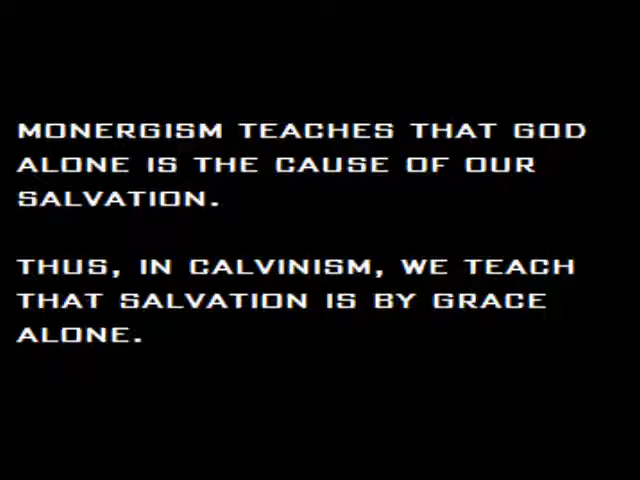 MONERGISM TEACHES THAT GOD
ALONE IS THE CAUSE OF OUR
SALVATION.
THUS, IN CALVINISM, WE TEACH
THAT SALVATION IS BY GRACE
ALONE.